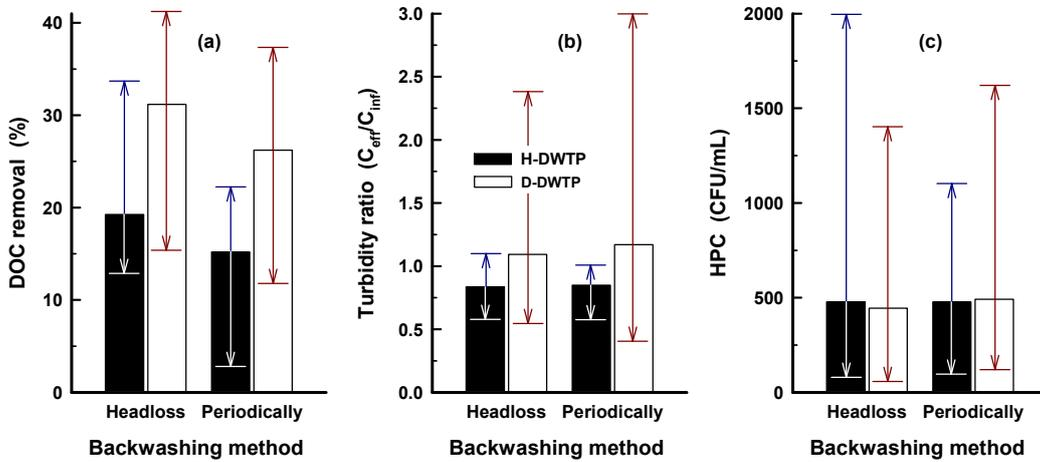 DOC removal (%)
40
30
20
10
0
(a)
Headloss Periodically
Backwashing method
Turbidity ratio (Ceff/Cinf)
3.0
2.5
2.0
1.5
1.0
0.5
0.0
(b)
H-DWTP
D-DWTP
Headloss Periodically
Backwashing method
HPC (CFU/mL)
2000
1500
1000
500
0
(c)
Headloss Periodically
Backwashing method